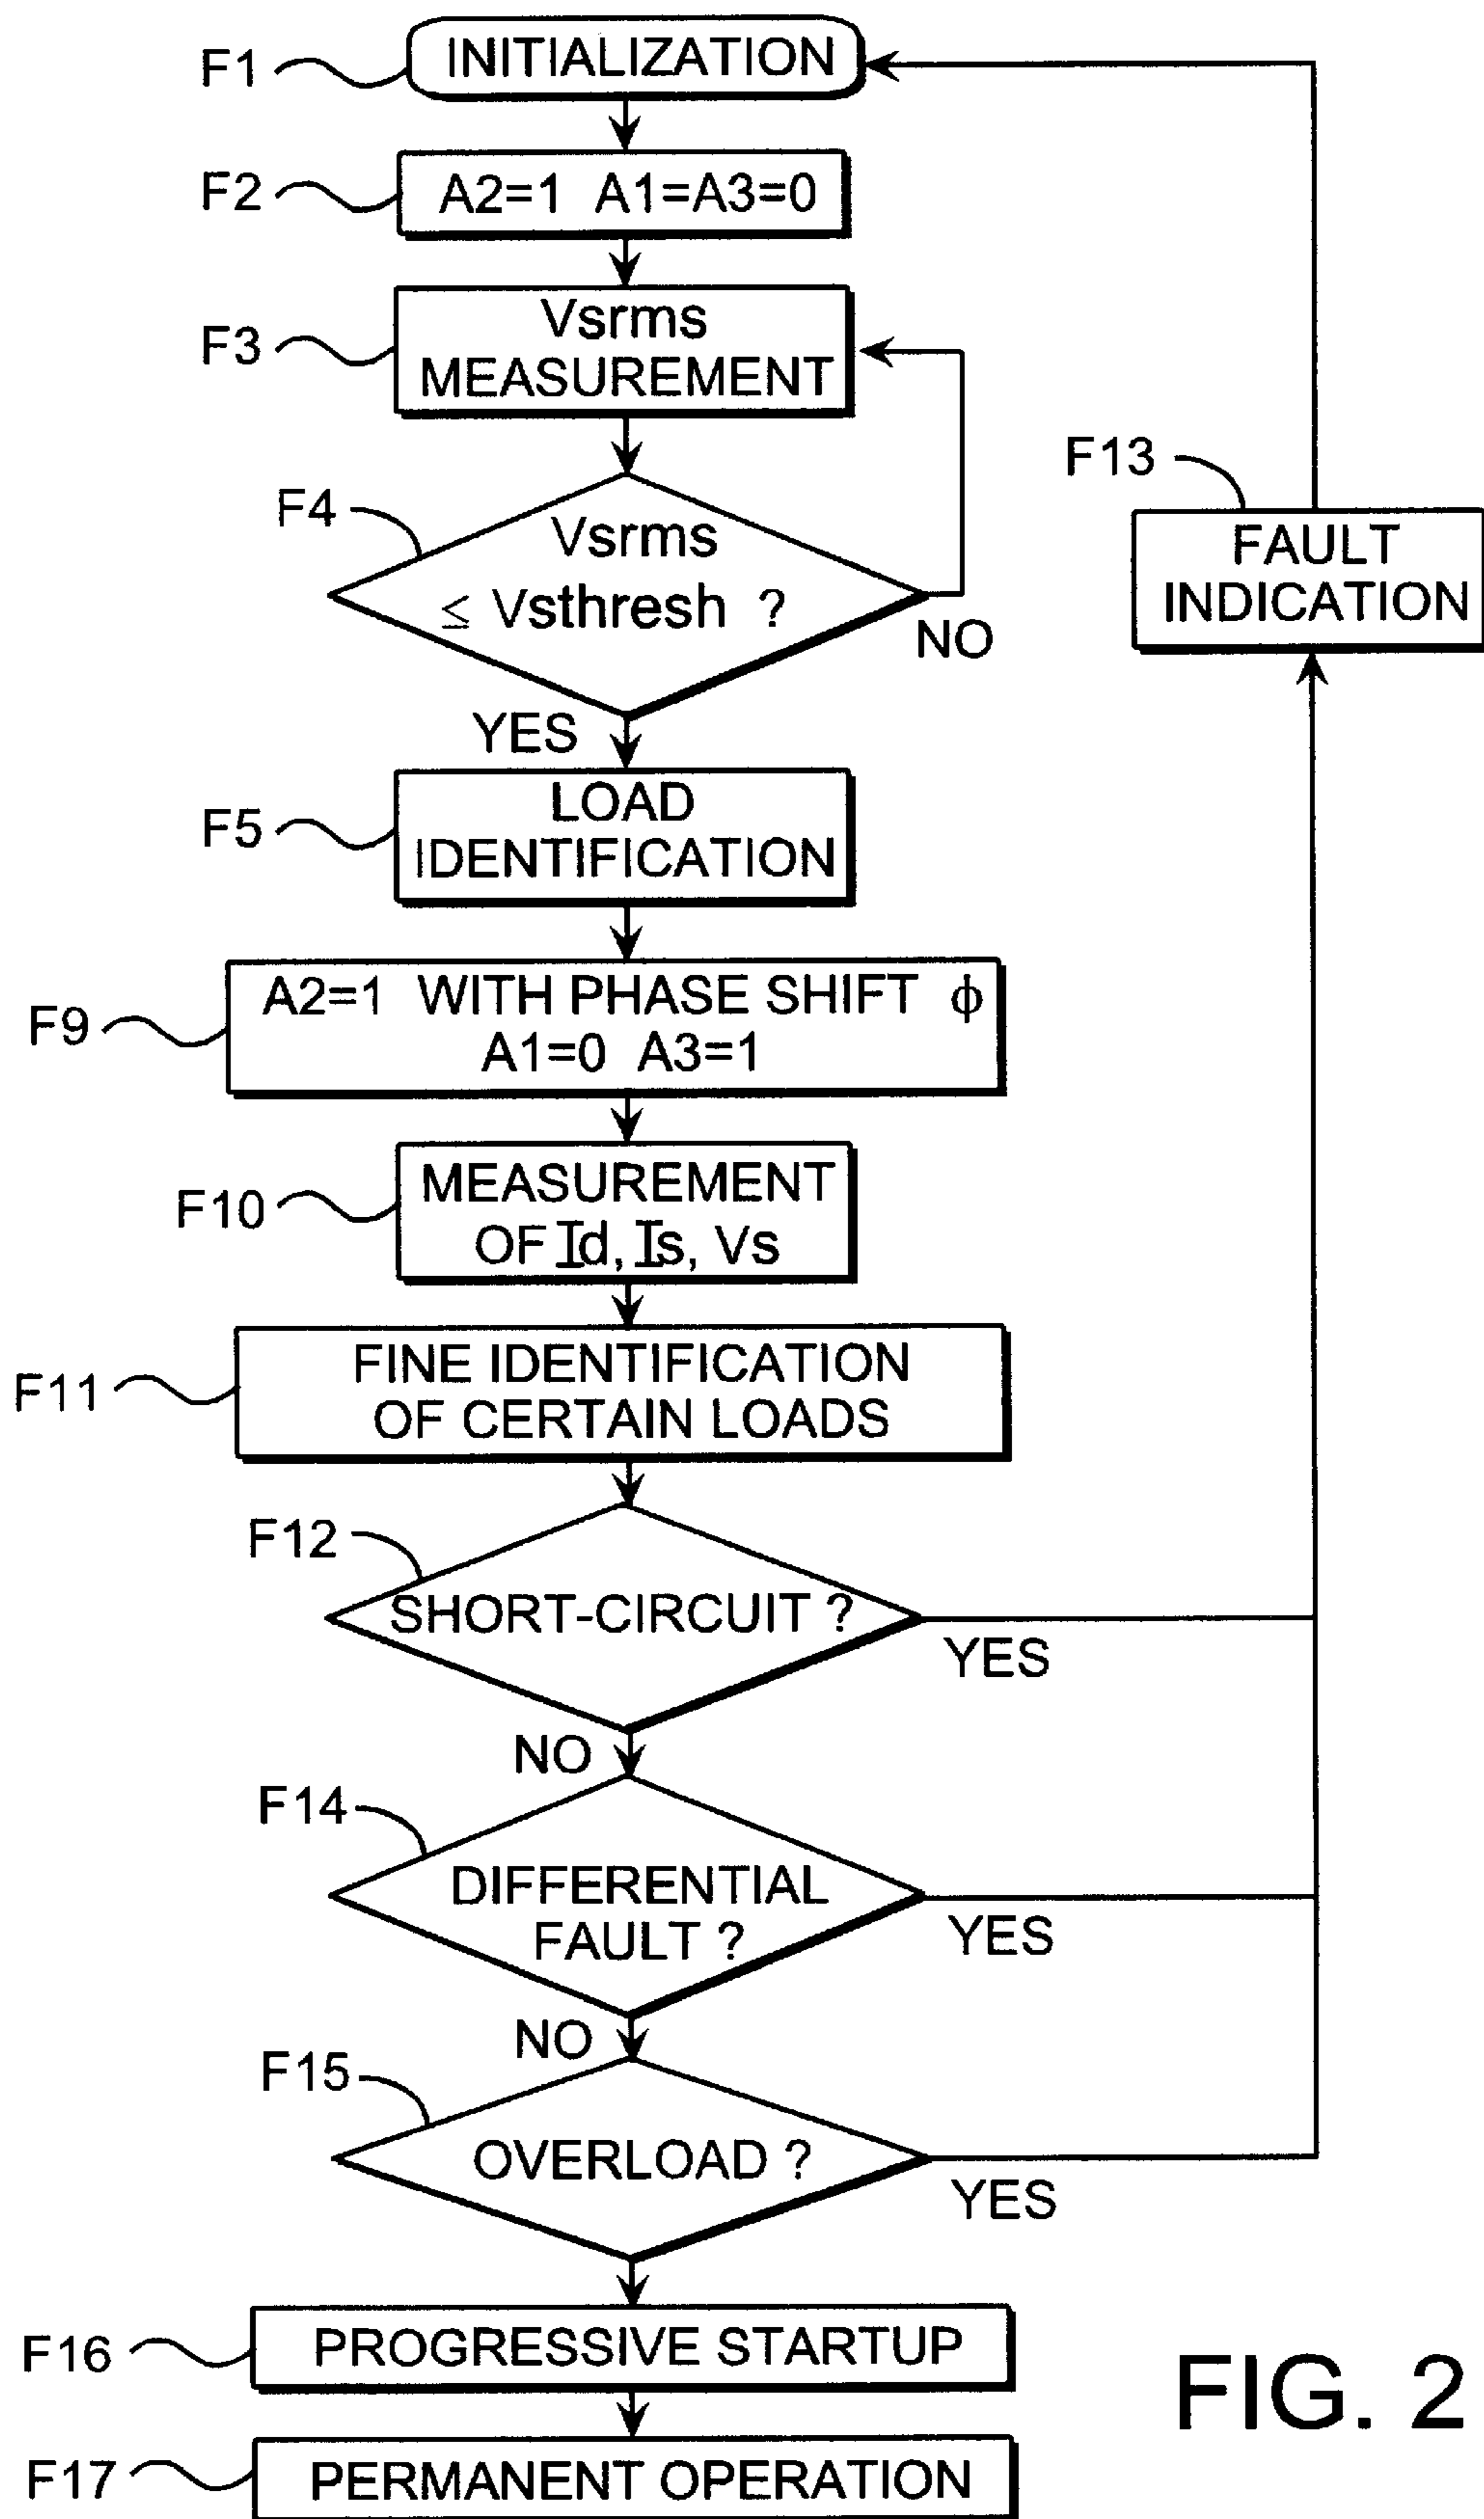 F1
INITIALIZATION
F2
A2=1 A1=A3=0
F3
Vsrms
MEASUREMENT
F4
Vsrms
≤ Vsthresh ?
NO
YES
F13
FAULT
INDICATION
F5
LOAD
IDENTIFICATION
F9
A2=1 WITH PHASE SHIFT ϕ
A1=0 A3=1
F10
MEASUREMENT
OF Id, Is, Vs
F11
FINE IDENTIFICATION
OF CERTAIN LOADS
F12
SHORT-CIRCUIT ?
YES
NO
F14
DIFFERENTIAL
FAULT ?
YES
NO
F15
OVERLOAD ?
YES
F16
PROGRESSIVE STARTUP
F17
PERMANENT OPERATION
FIG. 2